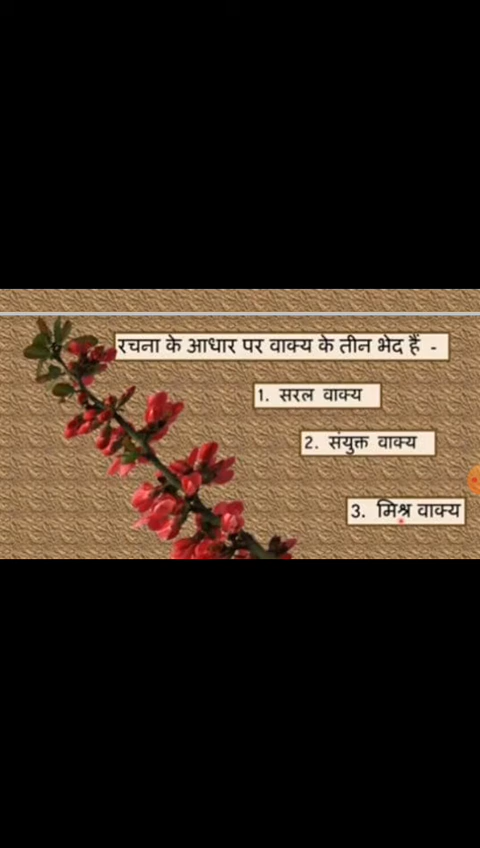 रचना के आधार पर वाक्य के तीन भेद हैं -
1. सरल वाक्य
2. संयुक्त वाक्य
3. मिश्र वाक्य